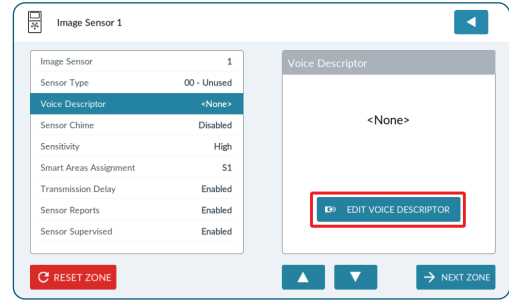 Image Sensor 1
Image Sensor 1
Sensor Type 00 - Unused
Voice Descriptor <None>
Sensor Chime Disabled
Sensitivity High
Smart Areas Assignment S1
Transmission Delay Enabled
Sensor Reports Enabled
Sensor Supervised Enabled
Voice Descriptor
<None>
EDIT VOICE DESCRIPTOR
RESET ZONE
NEXT ZONE